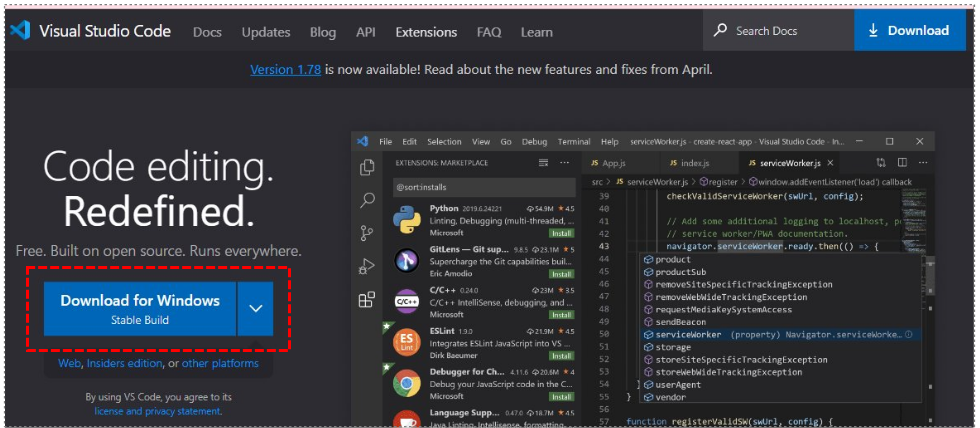 Visual Studio Code Docs Updates Blog API Extensions FAQ Learn Search Docs Download
Version 1.78 is now available! Read about the new features and fixes from April.
Code editing.
Redefined.
Free. Built on open source. Runs everywhere.
Download for Windows
Stable Build
Web, Insiders edition, or other platforms
By using VS Code, you agree to its
license and privacy statement.
File Edit Selection View Go Debug Terminal Help serviceWorker.js - create-react-app - Visual Studio Code - In...
EXTENSIONS: MARKETPLACE
@sort:installs
Python 2019.6.24221 54.9M 4.5
Linting, Debugging (multi-threaded, ...
Microsoft Install
GitLens — Git sup... 9.8.5 23.1M 5
Supercharge the Git capabilities buil...
Eric Amodio Install
C/C++ 0.24.0 23M 3.5
C/C++ IntelliSense, debugging, and ...
Microsoft Install
ESLint 1.9.0 21.9M 4.5
Integrates ESLint JavaScript into VS ...
Dirk Baeumer Install
Debugger for Ch... 4.11.6 20.6M 4
Debug your JavaScript code in the C...
Microsoft Install
Language Supp... 0.47.0 18.7M 4.5
Java Linting, Intellisense, formatting,
JS App.js JS index.js JS serviceWorker.js
src > JS serviceWorker.js > register > window.addEventListener('load') callback
39 checkValidServiceWorker(swUrl, config);
40
41 // Add some additional logging to localhost, po
42 // service worker/PWA documentation.
43 navigator.serviceWorker.ready.then(() => {
44 product
45 productSub
46 removeSiteSpecificTrackingException
47 removeWebWideTrackingException
48 requestMediaKeySystemAccess
49 sendBeacon
50 serviceWorker (property) Navigator.serviceWorke...
51 storage
52 storeSiteSpecificTrackingException
53 storeWebWideTrackingException
54 } userAgent
55 } vendor
56
57 function registerValidSW(swUrl, config) {